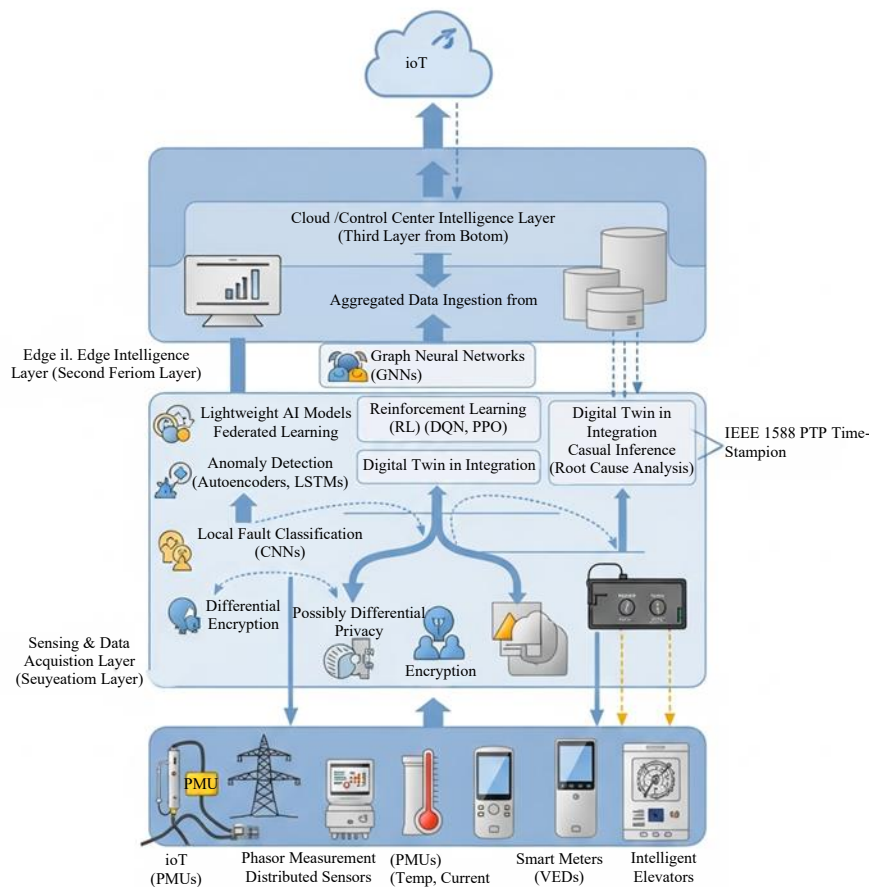 ioT
Cloud /Control Center Intelligence Layer
(Third Layer from Botom)
Aggregated Data Ingestion from
Edge il. Edge Intelligence
Layer (Second Feriom Layer)
Graph Neural Networks
(GNNs)
Lightweight AI Models
Federated Learning
Reinforcement Learning
(RL) (DQN, PPO)
Digital Twin in
Integration
Casual Inference
(Root Cause Analysis)
IEEE 1588 PTP Time-
Stampion
Anomaly Detection
(Autoencoders, LSTMs)
Digital Twin in Integration
Local Fault Classification
(CNNs)
Differential
Encryption
Possibly Differential
Privacy
Encryption
Sensing & Data
Acquistion Layer
(Seuyeatiom Layer)
PMU
ioT
(PMUs)
Phasor Measurement
Distributed Sensors
(PMUs)
(Temp, Current
Smart Meters
(VEDs)
Intelligent
Elevators